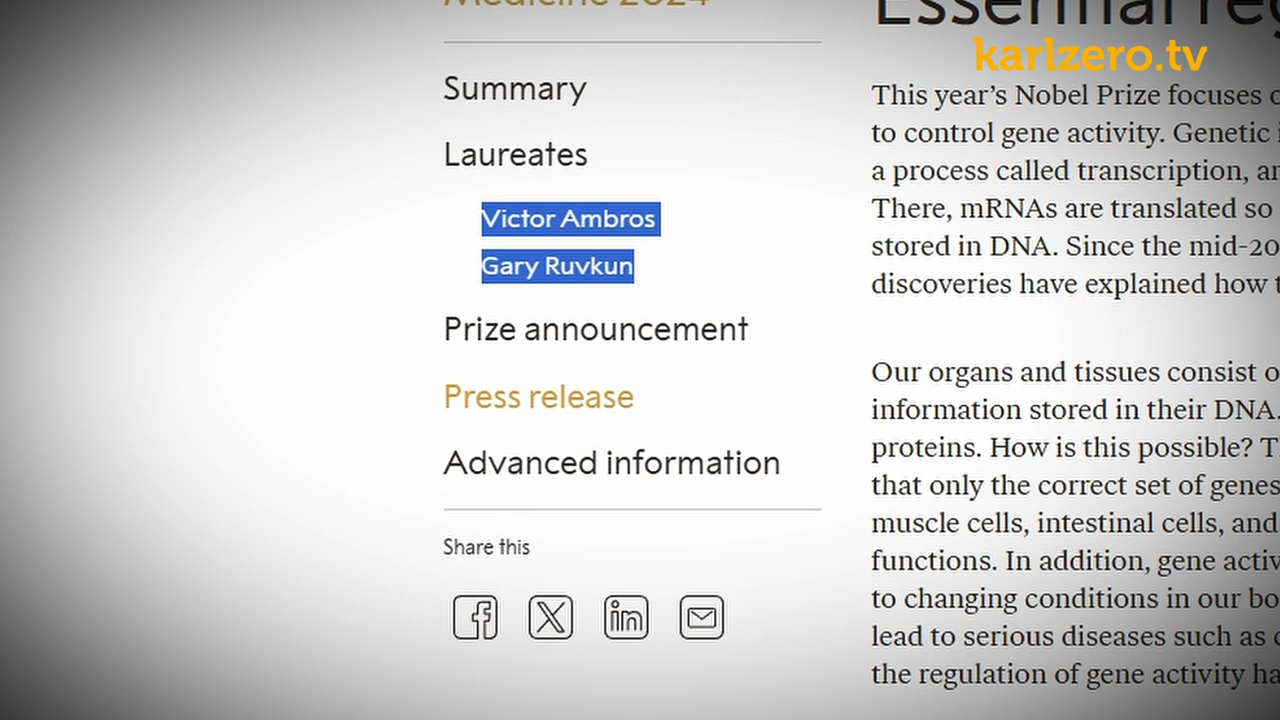 Medicine 2024
Summary
Laureates
Victor Ambros
Gary Ruvkun
Prize announcement
Press release
Advanced information
Share this
Essential reg
karlzero.tv
This year’s Nobel Prize focuses o
to control gene activity. Genetic i
a process called transcription, an
There, mRNAs are translated so
stored in DNA. Since the mid-20
discoveries have explained how t
Our organs and tissues consist o
information stored in their DNA.
proteins. How is this possible? T
that only the correct set of genes
muscle cells, intestinal cells, and
functions. In addition, gene activ
to changing conditions in our bo
lead to serious diseases such as c
the regulation of gene activity ha